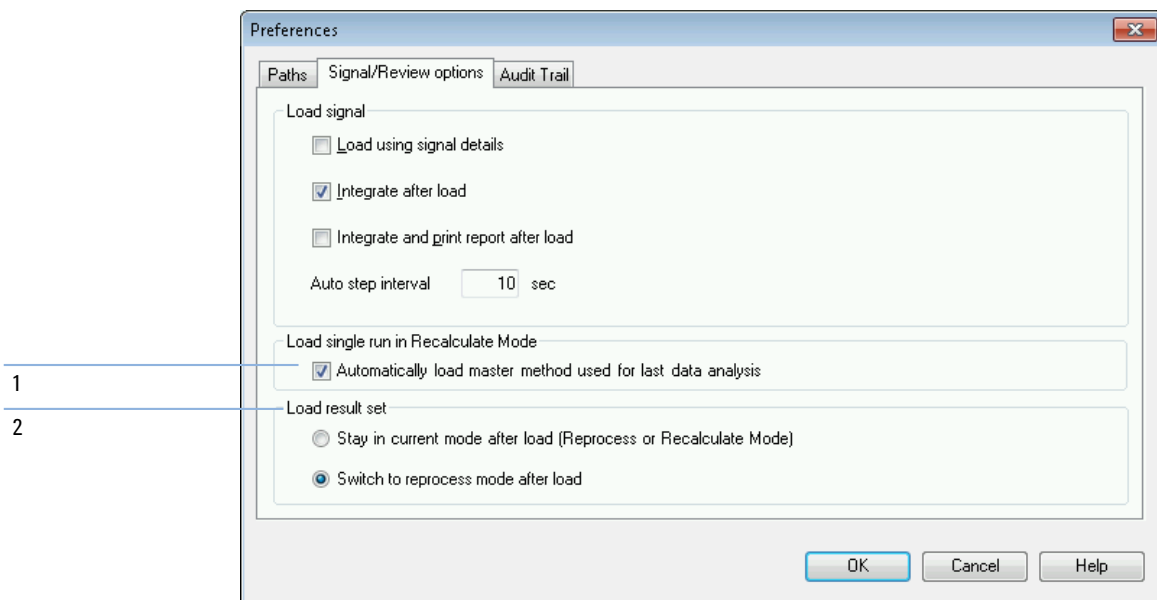 Preferences
Paths
Signal/Review options
Audit Trail
Load signal
Load using signal details
Integrate after load
Integrate and print report after load
Auto step interval 10 sec
Load single run in Recalculate Mode
1
Automatically load master method used for last data analysis
Load result set
2
Stay in current mode after load (Reprocess or Recalculate Mode)
Switch to reprocess mode after load
OK
Cancel
Help